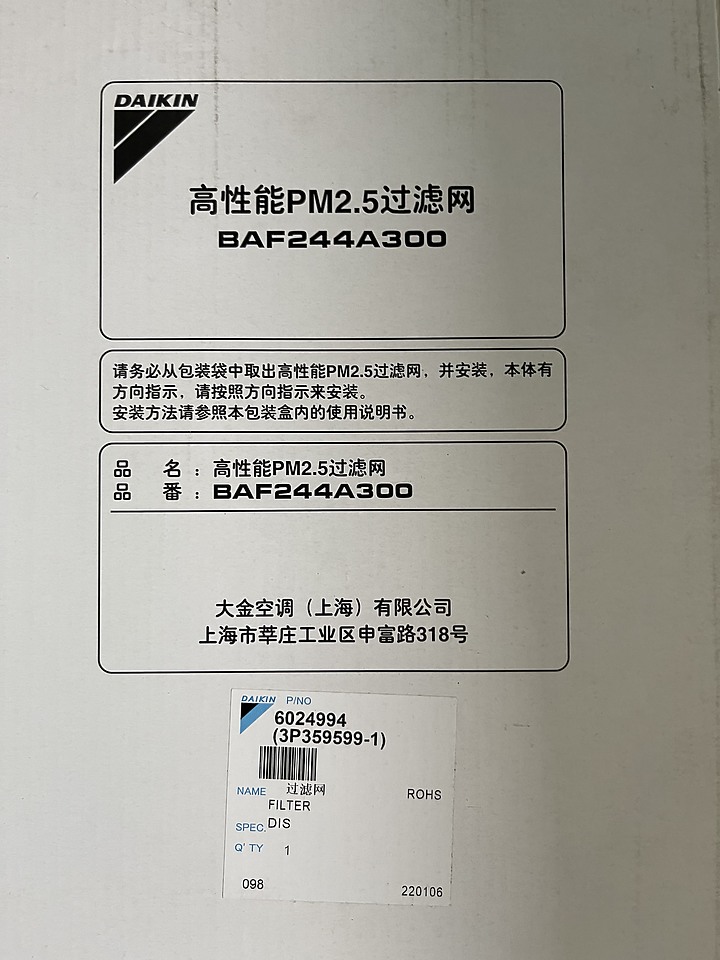 DAIKIN
高性能PM2.5过滤网
BAF244A300
请务必从包装袋中取出高性能PM2.5过滤网，并安装，本体有
方向指示，请按照方向指示来安装。
安装方法请参照本包装盒内的使用说明书。
品 名：高性能PM2.5过滤网
品 番：BAF244A300
大金空调（上海）有限公司
上海市莘庄工业区申富路318号
DAIKIN P/NO
6024994
(3P359599-1)
NAME 过滤网 ROHS
FILTER
SPEC. DIS
Q'TY 1
098 220106